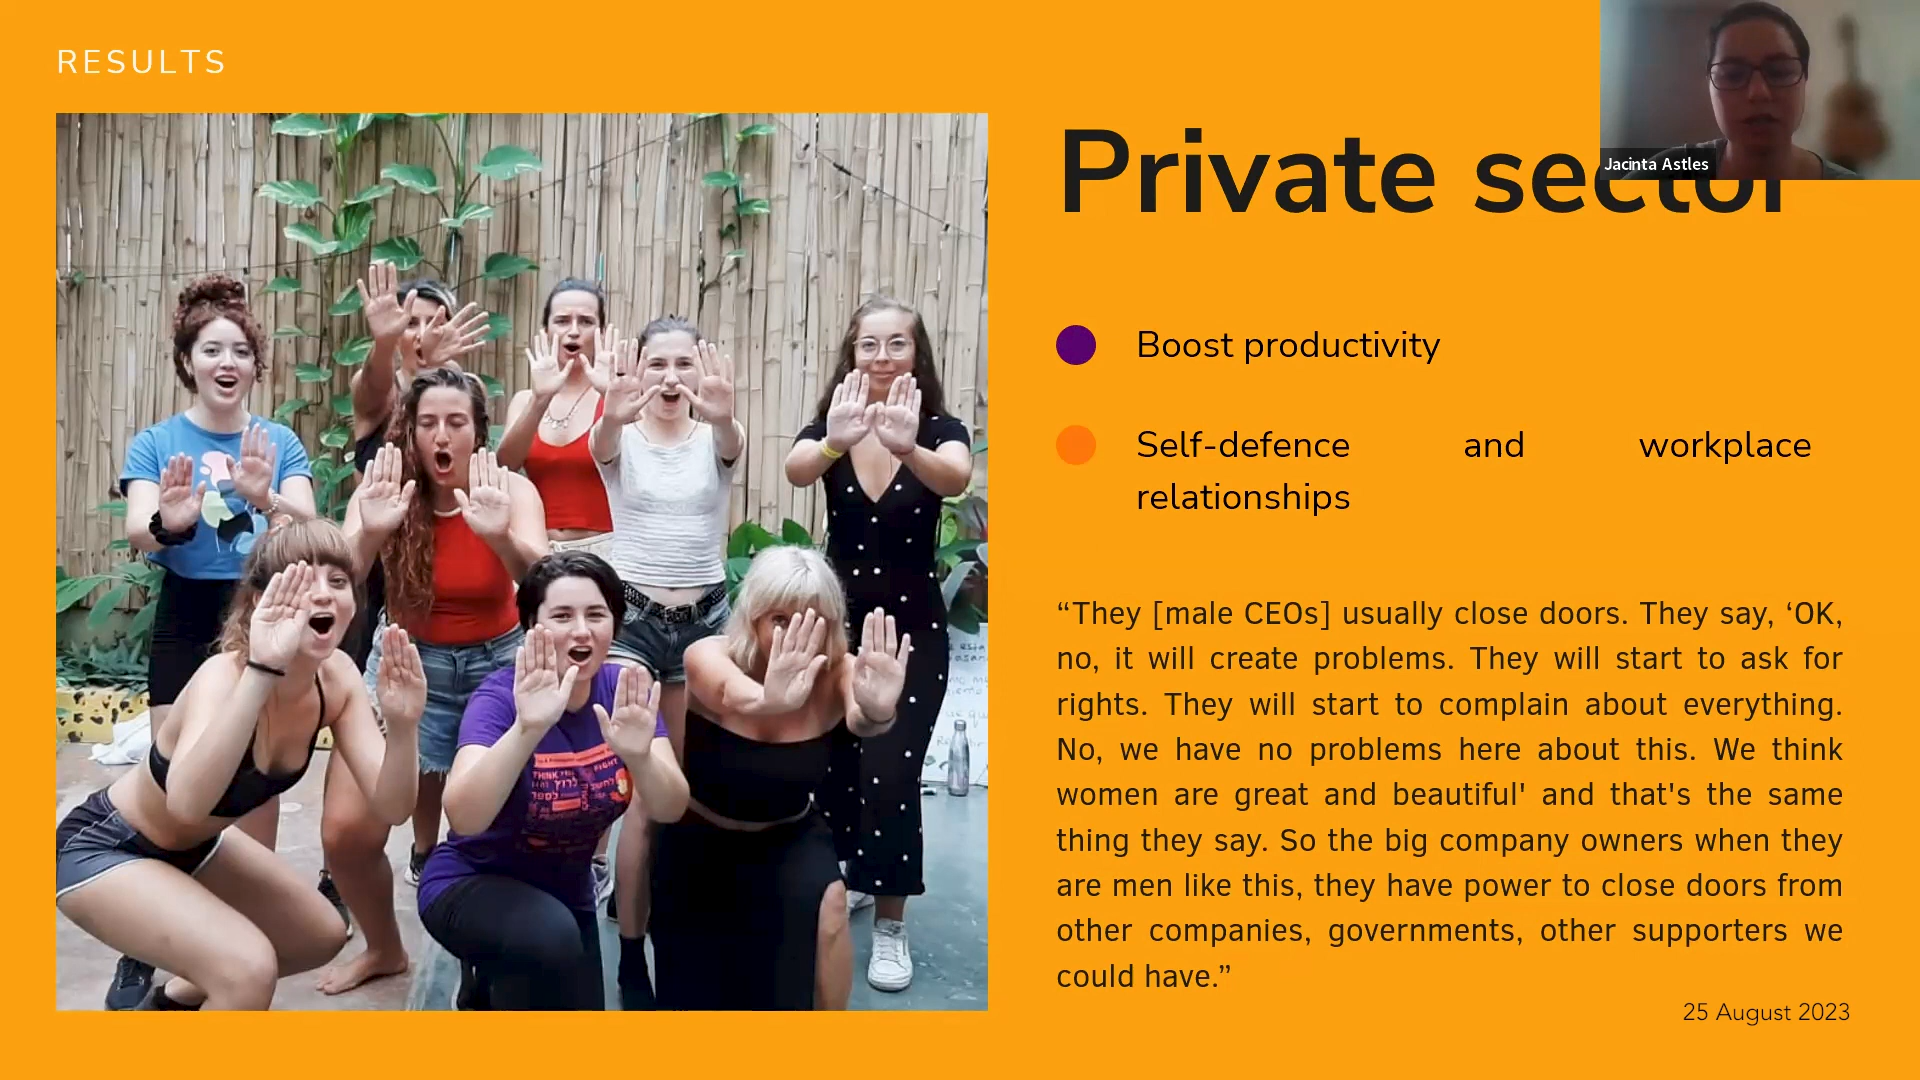 RESULTS
Jacinta Astles
Private sector
Boost productivity
Self-defence and workplace
relationships
“They [male CEOs] usually close doors. They say, ‘OK,
no, it will create problems. They will start to ask for
rights. They will start to complain about everything.
No, we have no problems here about this. We think
women are great and beautiful' and that's the same
thing they say. So the big company owners when they
are men like this, they have power to close doors from
other companies, governments, other supporters we
could have.”
25 August 2023
THINK
FIGHT